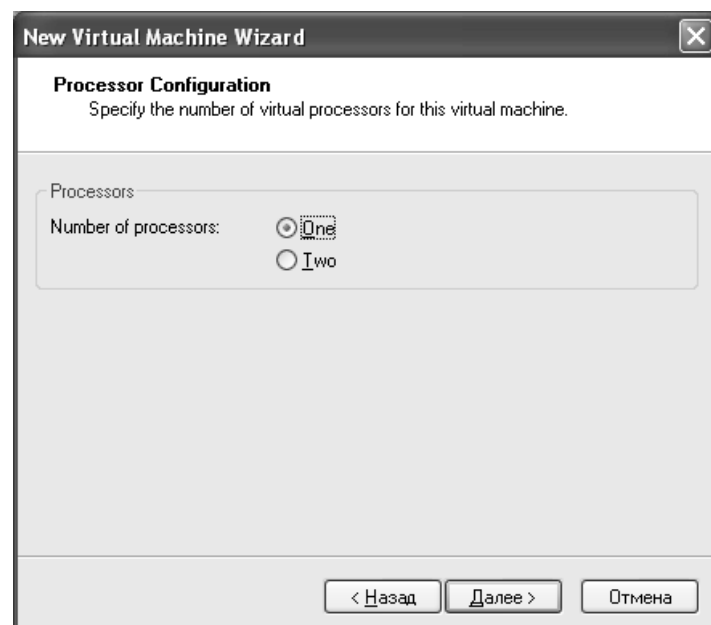 New Virtual Machine Wizard
Processor Configuration
Specify the number of virtual processors for this virtual machine.
Processors
Number of processors:
One
Two
< Назад
Далее >
Отмена